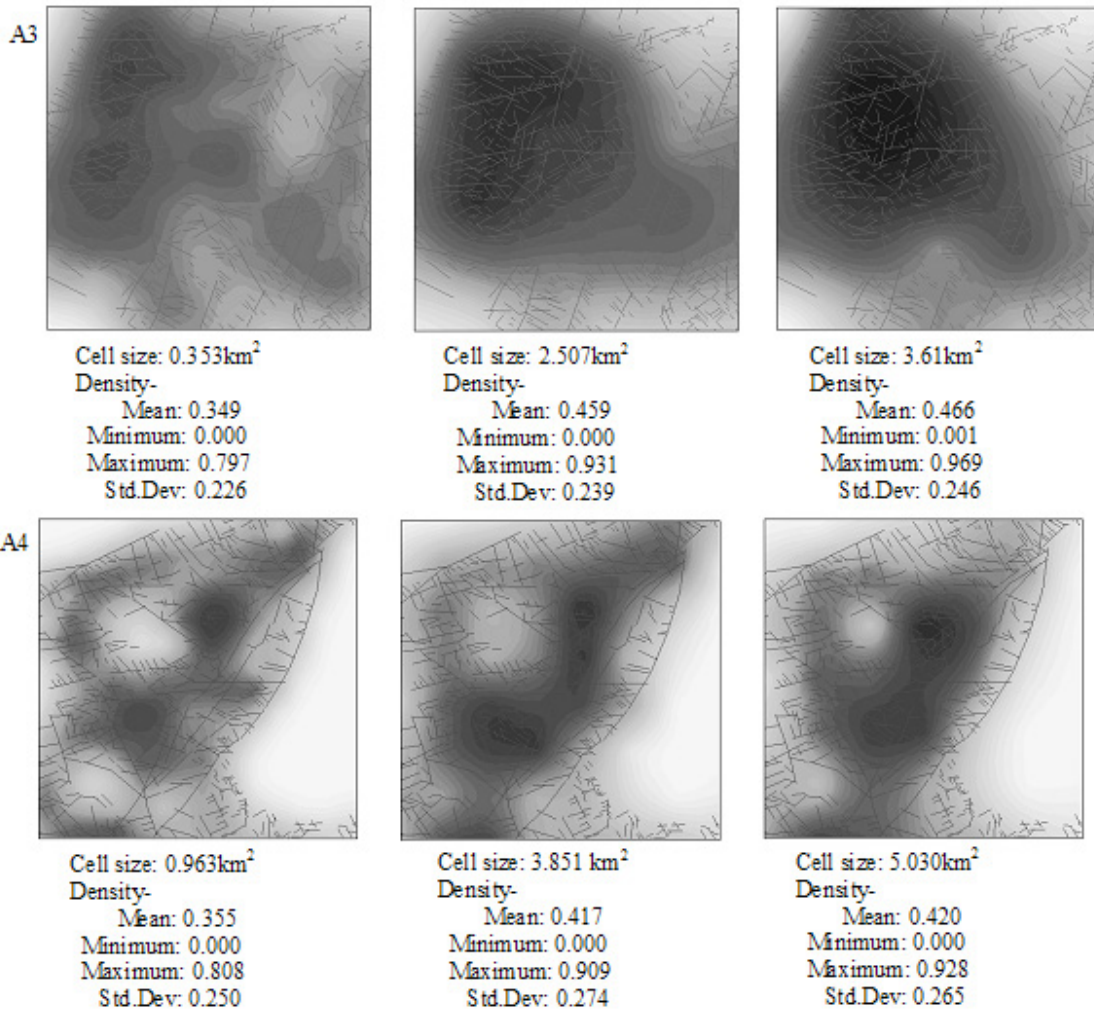 A3
Cell size: 0.353km²
Density-
Mean: 0.349
Minimum: 0.000
Maximum: 0.797
Std.Dev: 0.226
Cell size: 2.507km²
Density-
Mean: 0.459
Minimum: 0.000
Maximum: 0.931
Std.Dev: 0.239
Cell size: 3.61km²
Density-
Mean: 0.466
Minimum: 0.001
Maximum: 0.969
Std.Dev: 0.246
A4
Cell size: 0.963km²
Density-
Mean: 0.355
Minimum: 0.000
Maximum: 0.808
Std.Dev: 0.250
Cell size: 3.851 km²
Density-
Mean: 0.417
Minimum: 0.000
Maximum: 0.909
Std.Dev: 0.274
Cell size: 5.030km²
Density-
Mean: 0.420
Minimum: 0.000
Maximum: 0.928
Std.Dev: 0.265